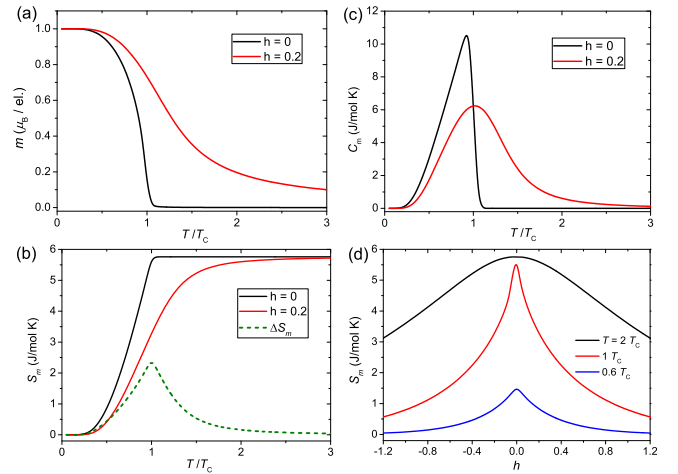 (a)
1.0
0.8
0.6
0.4
0.2
0.0
m (μB / el.)
h = 0
h = 0.2
0
1
2
3
T /TC
(c)
12
10
8
6
4
2
0
Cm (J/mol K)
h = 0
h = 0.2
0
1
2
3
T /TC
(b)
6
5
4
3
2
1
0
Sm (J/mol K)
h = 0
h = 0.2
ΔSm
0
1
2
3
T /TC
(d)
6
5
4
3
2
1
0
Sm (J/mol K)
T = 2 TC
1 TC
0.6 TC
-1.2
-0.8
-0.4
0.0
0.4
0.8
1.2
h